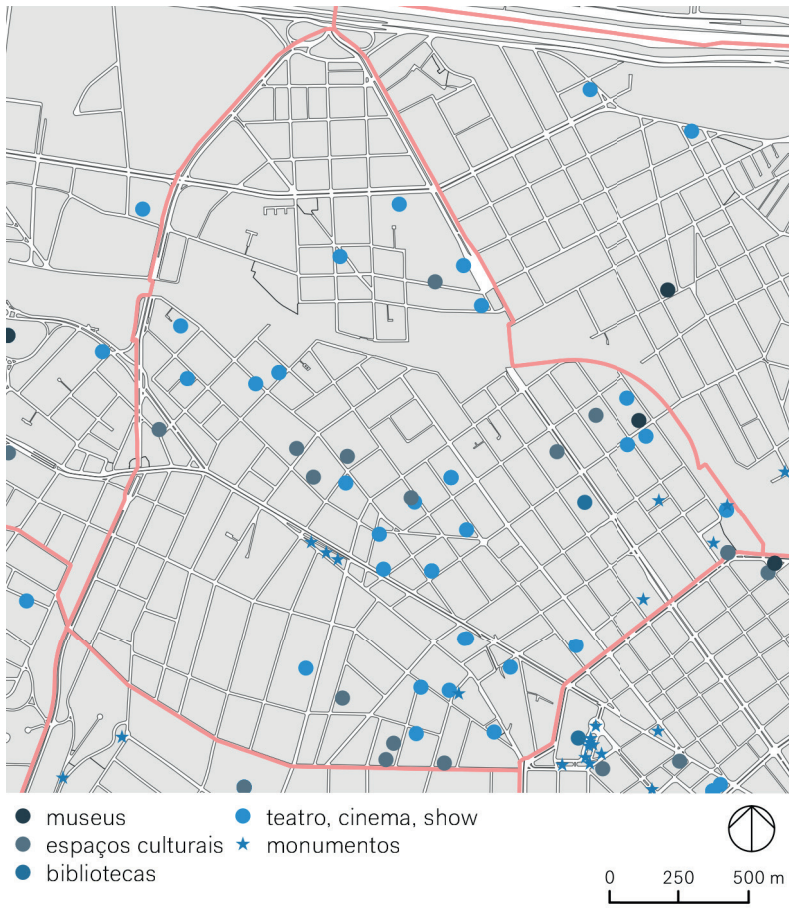 museus
espaços culturais
bibliotecas
teatro, cinema, show
monumentos
0 250 500 m